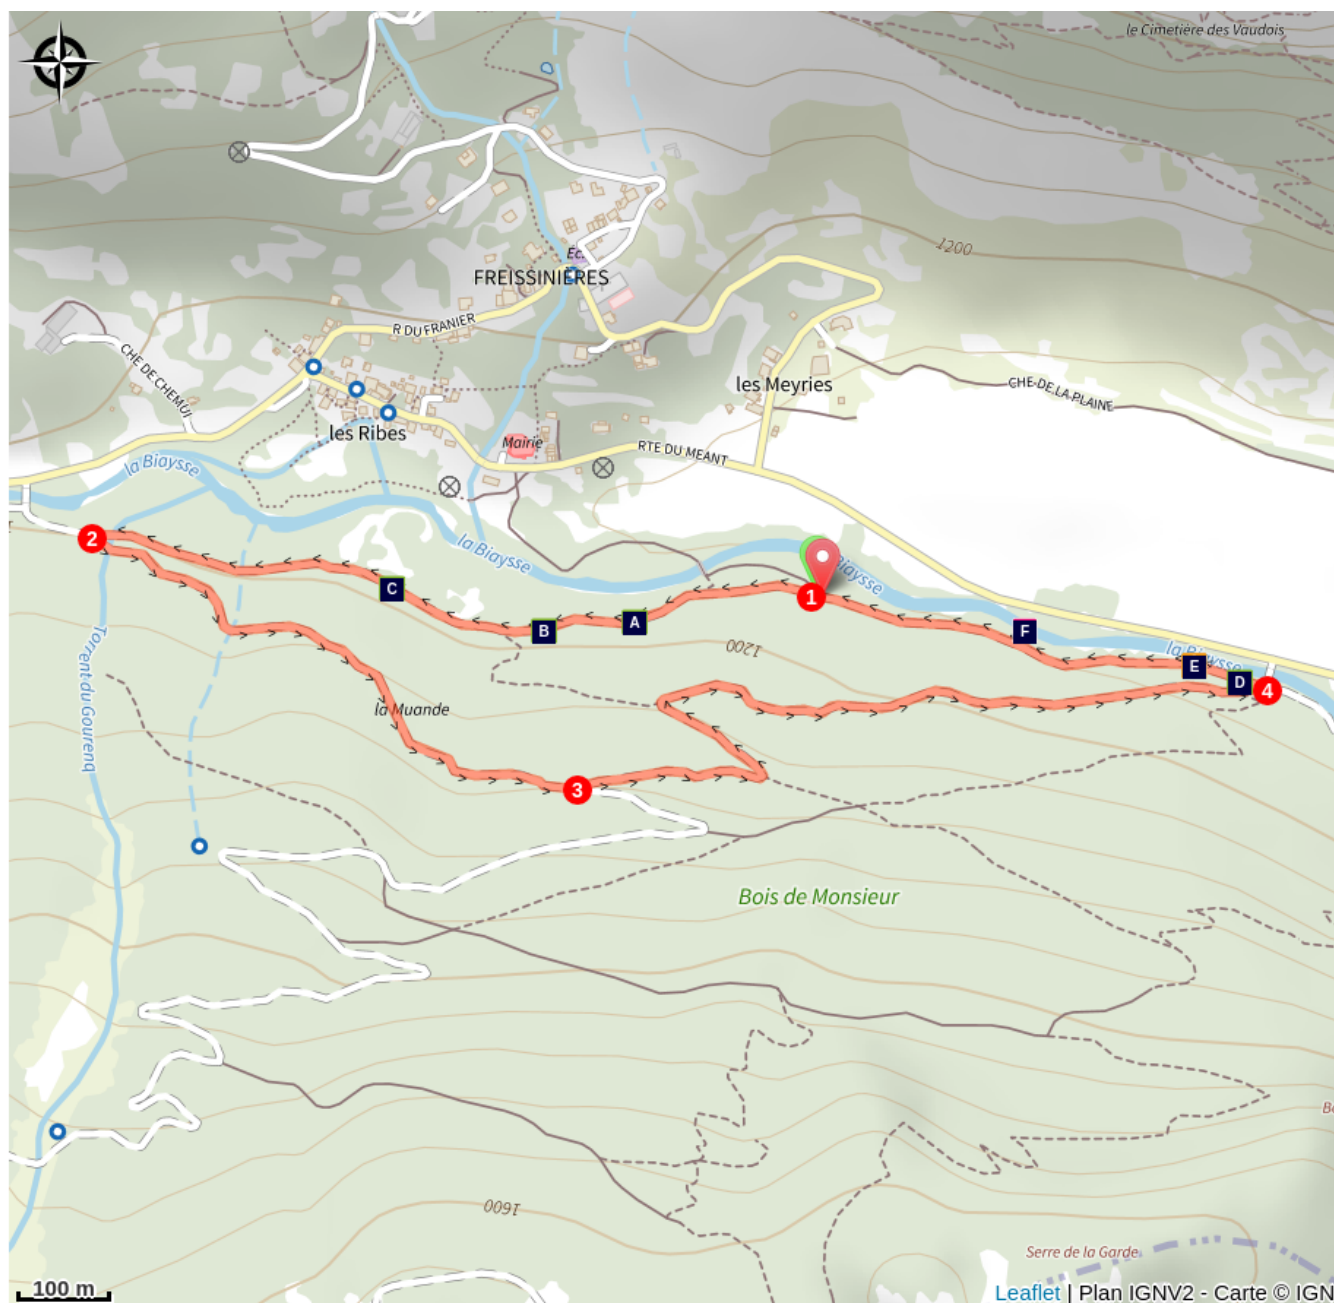 le Cimetière des Vaudois
1200
Éc.
FREISSINIÈRES
R DU FRANIER
CHE DE CHEMUI
les Meyries
CHE DE LA PLAINE
les Ribes
Mairie
RTE DU MEANT
la Biaysse
la Biaysse
Biaysse
la Biaysse
2
1
C
B
A
F
E
D
4
1200
Torrent du Gourenq
la Muande
3
Bois de Monsieur
1600
Serre de la Garde
100 m
Leaflet | Plan IGNV2 - Carte © IGN